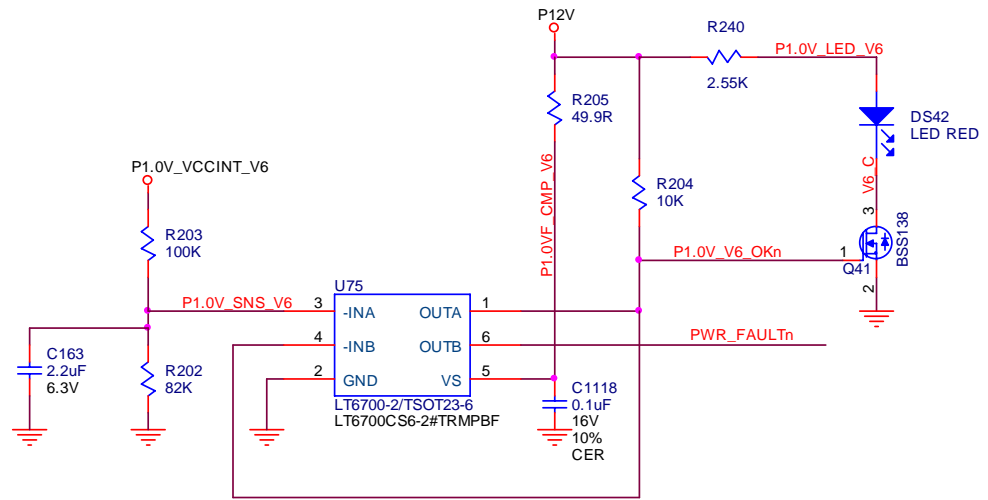 P12V
R240
P1.0V_LED_V6
2.55K
R205
49.9R
DS42
LED RED
P1.0V_VCCINT_V6
P1.0VF_CMP_V6
V6_C
R204
10K
3
R203
100K
P1.0V_V6_OKn
1
Q41
BSS138
2
U75
P1.0V_SNS_V6
3
-INA
OUTA
1
4
-INB
OUTB
6
PWR_FAULTn
2
GND
VS
5
C163
2.2uF
6.3V
R202
82K
LT6700-2/TSOT23-6
LT6700CS6-2#TRMPBF
C1118
0.1uF
16V
10%
CER